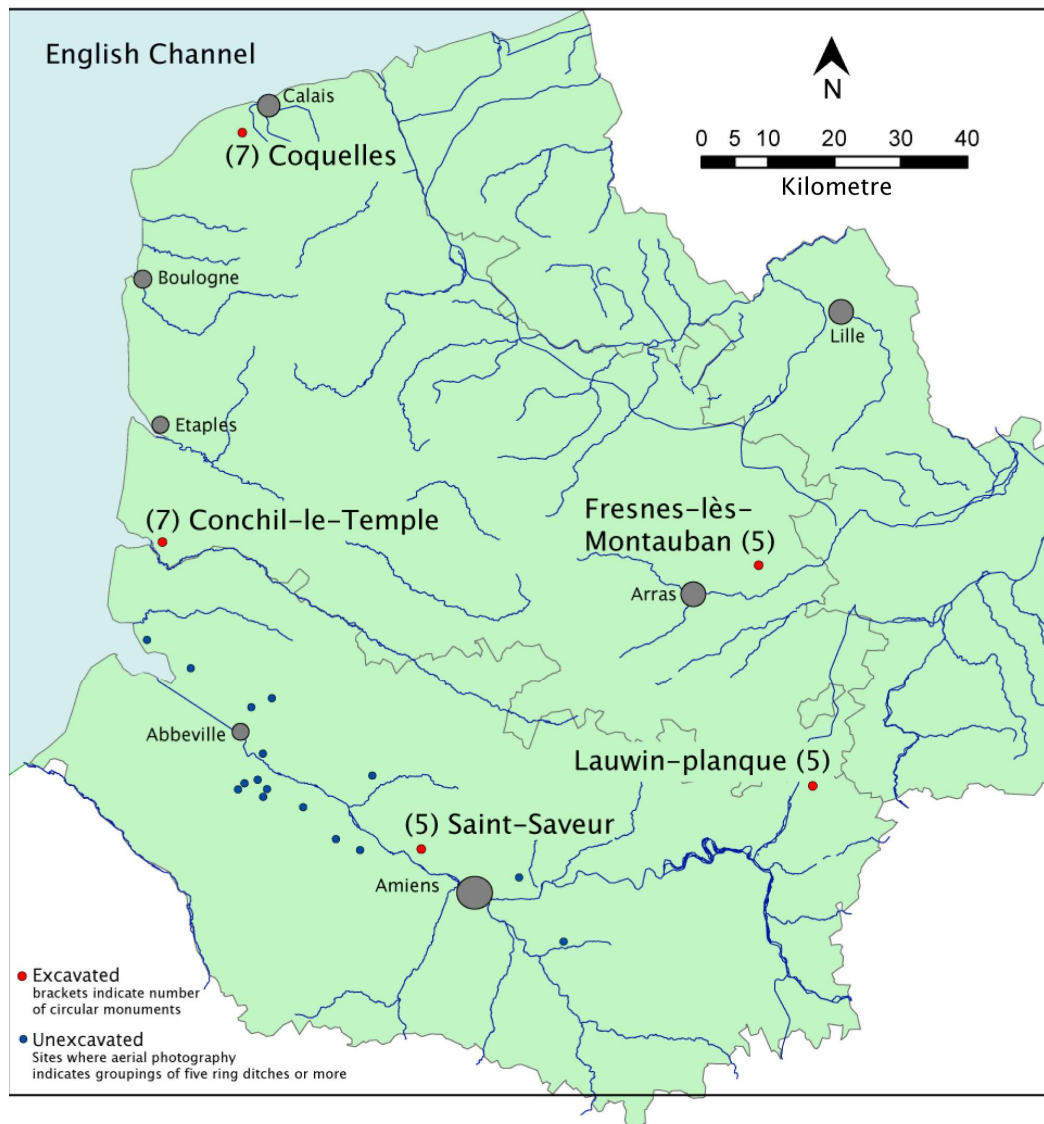 English Channel
Calais
(7) Coquelles
N
0 5 10 20 30 40
Kilometre
Boulogne
Lille
Etaples
(7) Conchil-le-Temple
Fresnes-lès-
Montauban (5)
Arras
Abbeville
Lauwin-planque (5)
(5) Saint-Saveur
Amiens
Excavated
brackets indicate number
of circular monuments
Unexcavated
Sites where aerial photography
indicates groupings of five ring ditches or more